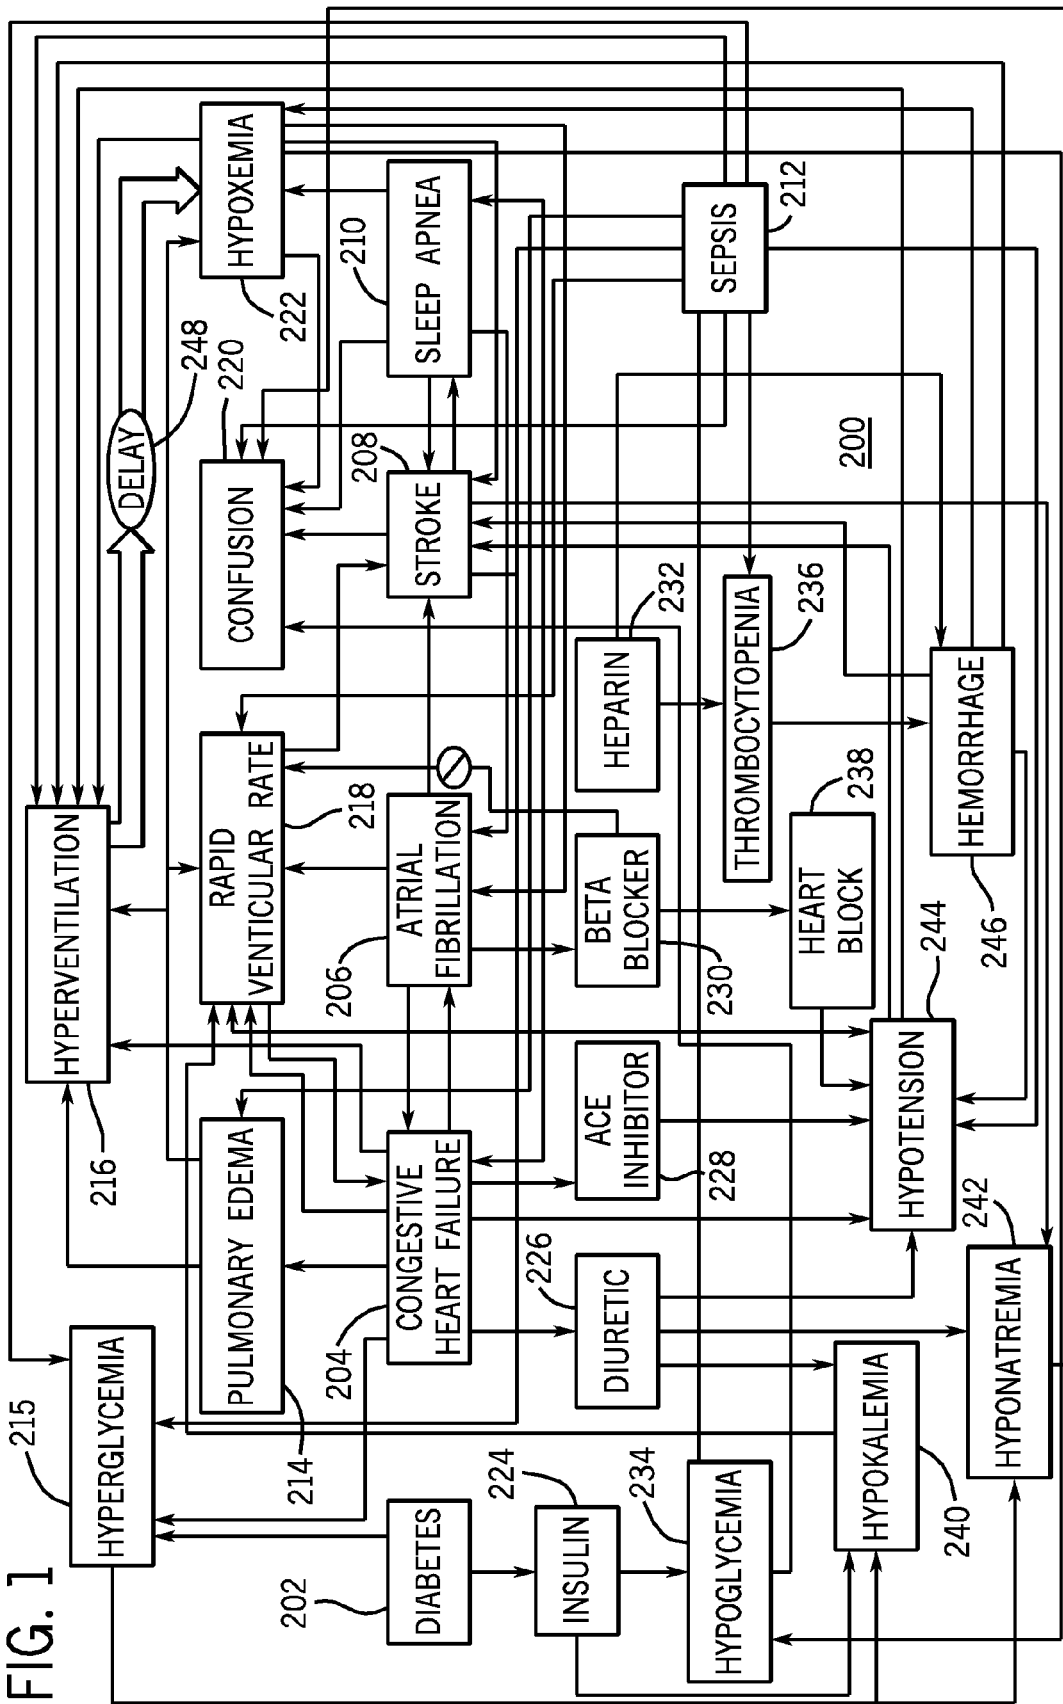 FIG. 1
215
HYPERGLYCEMIA
216
HYPERVENTILATION
DELAY
248
214
PULMONARY EDEMA
RAPID
VENTICULAR RATE
218
220
CONFUSION
222
HYPOXEMIA
202
DIABETES
204
CONGESTIVE
HEART FAILURE
206
ATRIAL
FIBRILLATION
208
STROKE
210
SLEEP APNEA
224
INSULIN
226
DIURETIC
228
ACE
INHIBITOR
230
BETA
BLOCKER
232
HEPARIN
212
SEPSIS
234
HYPOGLYCEMIA
236
THROMBOCYTOPENIA
238
HEART
BLOCK
200
240
HYPOKALEMIA
242
HYPONATREMIA
244
HYPOTENSION
246
HEMORRHAGE